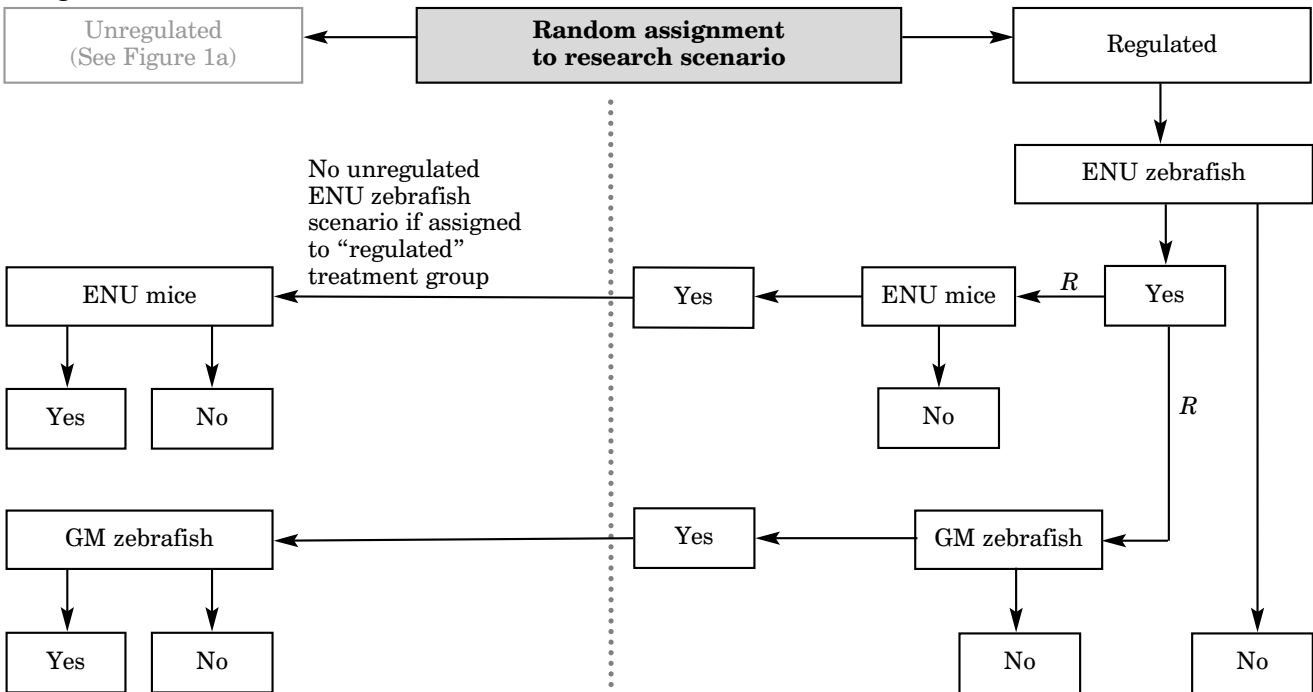 Unregulated
(See Figure 1a)
Random assignment
to research scenario
Regulated
ENU zebrafish
No unregulated
ENU zebrafish
scenario if assigned
to “regulated”
treatment group
ENU mice
Yes
ENU mice
R
Yes
Yes
No
No
R
GM zebrafish
Yes
GM zebrafish
Yes
No
No
No